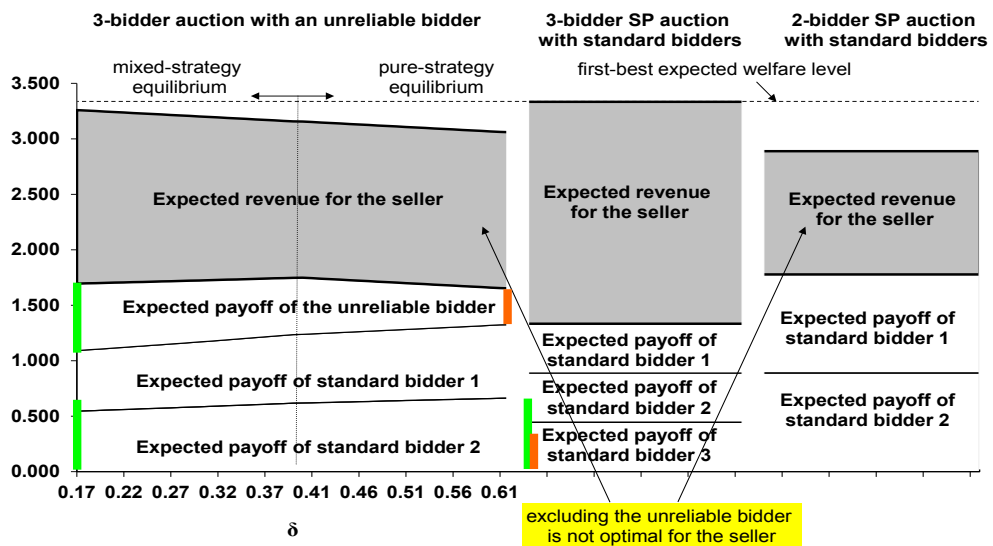 3-bidder auction with an unreliable bidder
3-bidder SP auction
with standard bidders
2-bidder SP auction
with standard bidders
mixed-strategy
equilibrium
pure-strategy
equilibrium
first-best expected welfare level
3.500
3.000
2.500
2.000
1.500
1.000
0.500
0.000
Expected revenue for the seller
Expected payoff of the unreliable bidder
Expected payoff of standard bidder 1
Expected payoff of standard bidder 2
Expected revenue
for the seller
Expected payoff of
standard bidder 1
Expected payoff of
standard bidder 2
Expected payoff of
standard bidder 3
Expected revenue
for the seller
Expected payoff of
standard bidder 1
Expected payoff of
standard bidder 2
0.17 0.22 0.27 0.32 0.37 0.41 0.46 0.51 0.56 0.61
δ
excluding the unreliable bidder
is not optimal for the seller